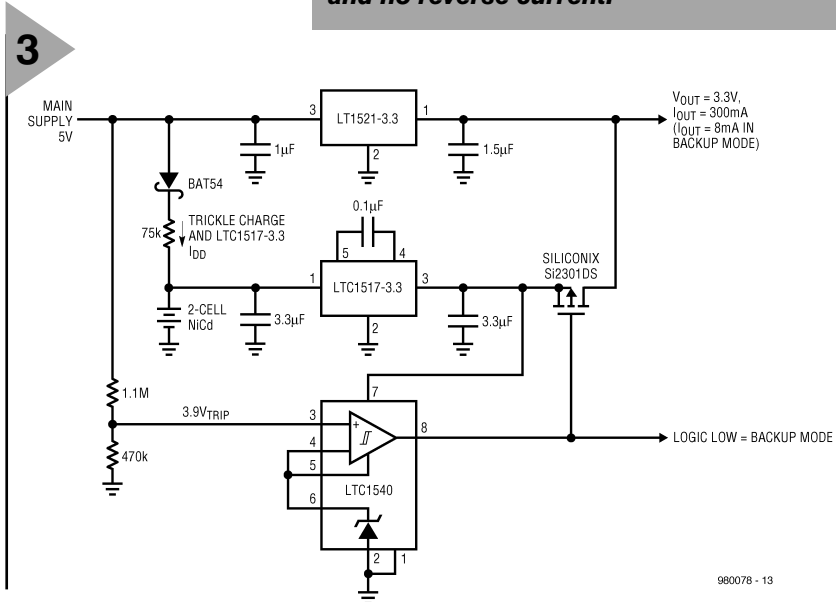 and no reverse current.
3
MAIN
SUPPLY
5V
3
LT1521-3.3
1
2
1µF
1.5µF
VOUT = 3.3V,
IOUT = 300mA
(IOUT = 8mA IN
BACKUP MODE)
BAT54
75k
TRICKLE CHARGE
AND LTC1517-3.3
IDD
0.1µF
5
4
1
LTC1517-3.3
3
2
SILICONIX
Si2301DS
2-CELL
NiCd
3.3µF
3.3µF
1.1M
3.9VTRIP
470k
7
3
+
4
5
6
8
LTC1540
2
1
LOGIC LOW = BACKUP MODE
980078 - 13